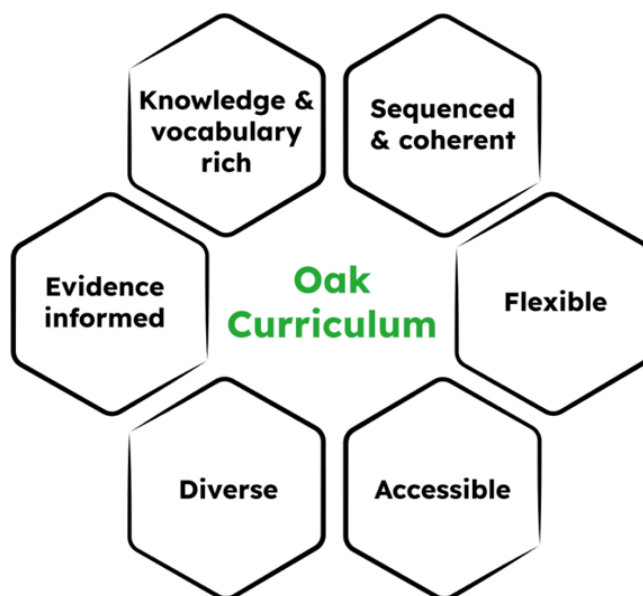 Knowledge &
vocabulary
rich
Sequenced
& coherent
Evidence
informed
Oak
Curriculum
Flexible
Diverse
Accessible